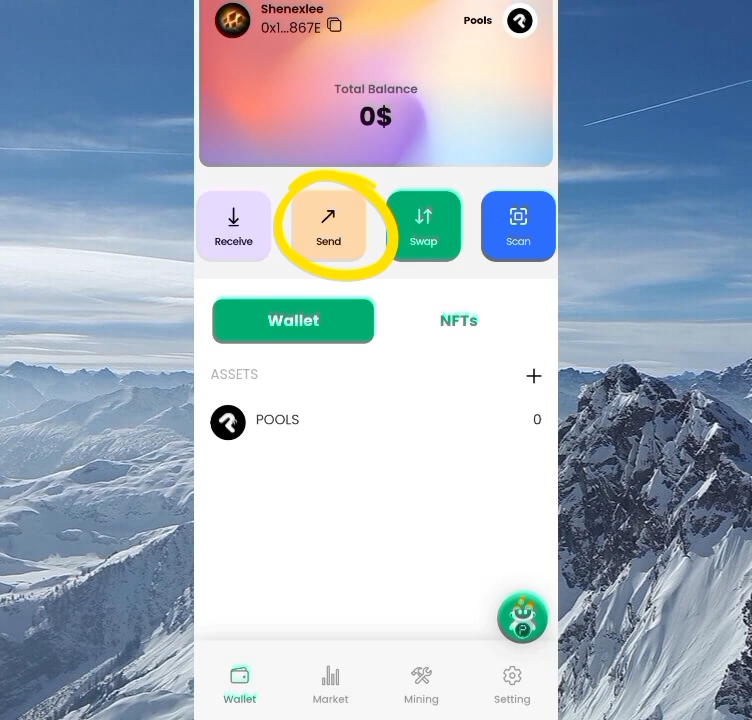 Shenexlee
0x1...867E
Pools
Total Balance
0$
Receive
Send
Swap
Scan
Wallet
NFTs
ASSETS
POOLS
0
Wallet
Market
Mining
Setting